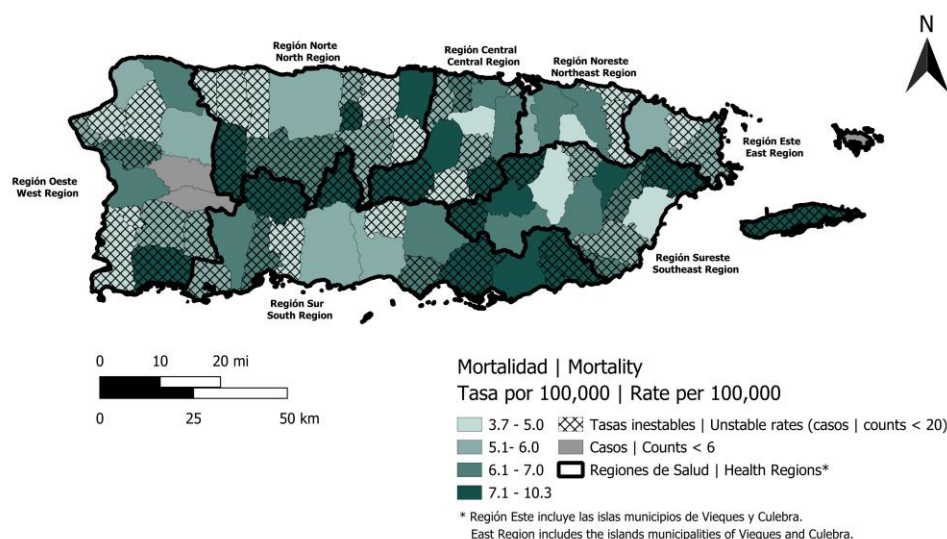 N
Región Norte
North Region
Región Central
Central Region
Región Noreste
Northeast Region
Región Este
East Region
Región Oeste
West Region
Región Sureste
Southeast Region
Región Sur
South Region
0 10 20 mi
0 25 50 km
Mortalidad | Mortality
Tasa por 100,000 | Rate per 100,000
3.7 - 5.0 Tasas inestables | Unstable rates (casos | counts < 20)
5.1- 6.0 Casos | Counts < 6
6.1 - 7.0 Regiones de Salud | Health Regions*
7.1 - 10.3
* Región Este incluye las islas municipios de Vieques y Culebra.
East Region includes the islands municipalities of Vieques and Culebra.